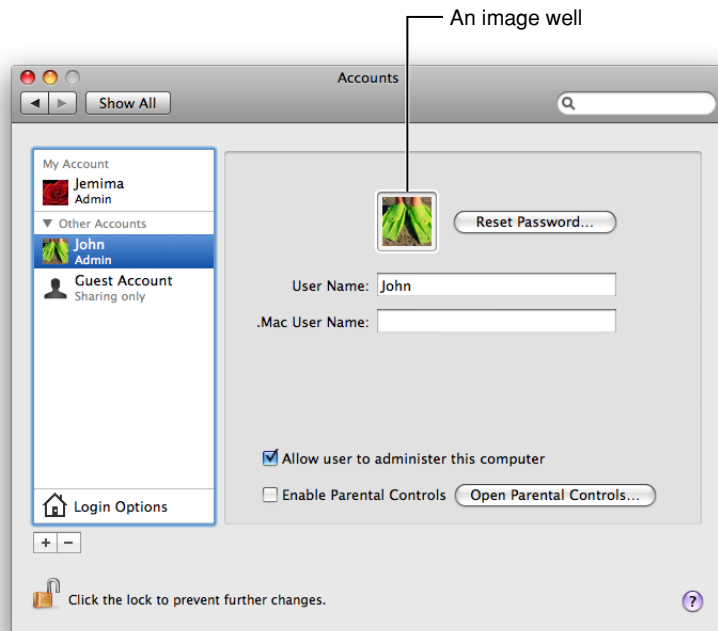 An image well
Accounts
Show All
My Account
Jemima
Admin
Other Accounts
John
Admin
Guest Account
Sharing only
Login Options
Reset Password...
User Name: John
.Mac User Name:
Allow user to administer this computer
Enable Parental Controls Open Parental Controls...
+ −
Click the lock to prevent further changes.
?